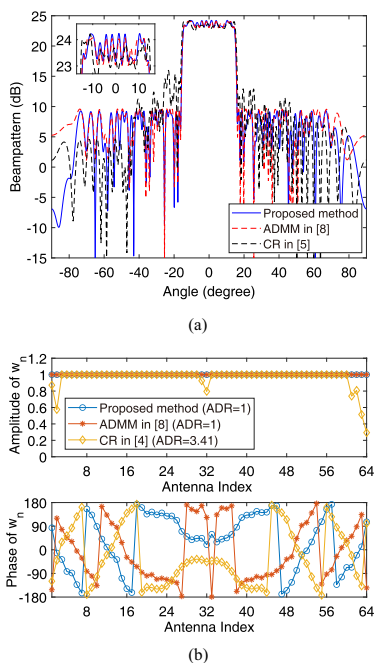 25
20
15
10
5
0
-5
-10
-15
Beampattern (dB)
24
23
-10 0 10
Proposed method
ADMM in [8]
CR in [5]
-80 -60 -40 -20 0 20 40 60 80
Angle (degree)
(a)
1.2
1
0.8
0.6
0.4
0.2
0
Amplitude of wn
Proposed method (ADR=1)
ADMM in [8] (ADR=1)
CR in [4] (ADR=3.41)
8 16 24 32 40 48 56 64
Antenna Index
180
90
0
-90
-180
Phase of wn
8 16 24 32 40 48 56 64
Antenna Index
(b)